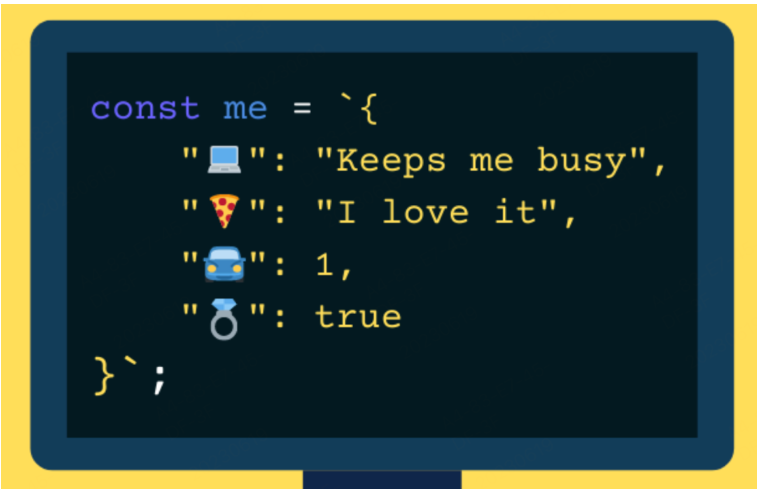 const me = `{
    "💻": "Keeps me busy",
    "🍕": "I love it",
    "🚘": 1,
    "💍": true
}`;